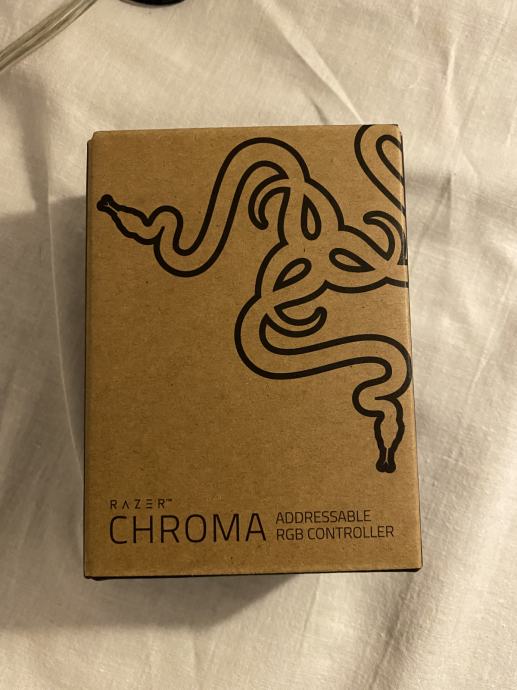 RAZER™
CHROMA ADDRESSABLE
RGB CONTROLLER